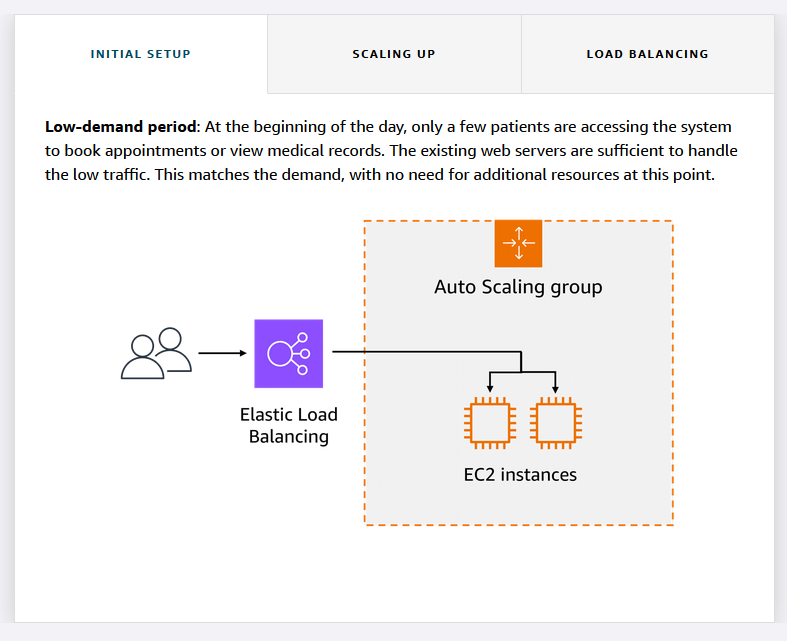 INITIAL SETUP
SCALING UP
LOAD BALANCING
Low-demand period: At the beginning of the day, only a few patients are accessing the system
to book appointments or view medical records. The existing web servers are sufficient to handle
the low traffic. This matches the demand, with no need for additional resources at this point.
Auto Scaling group
Elastic Load
Balancing
EC2 instances